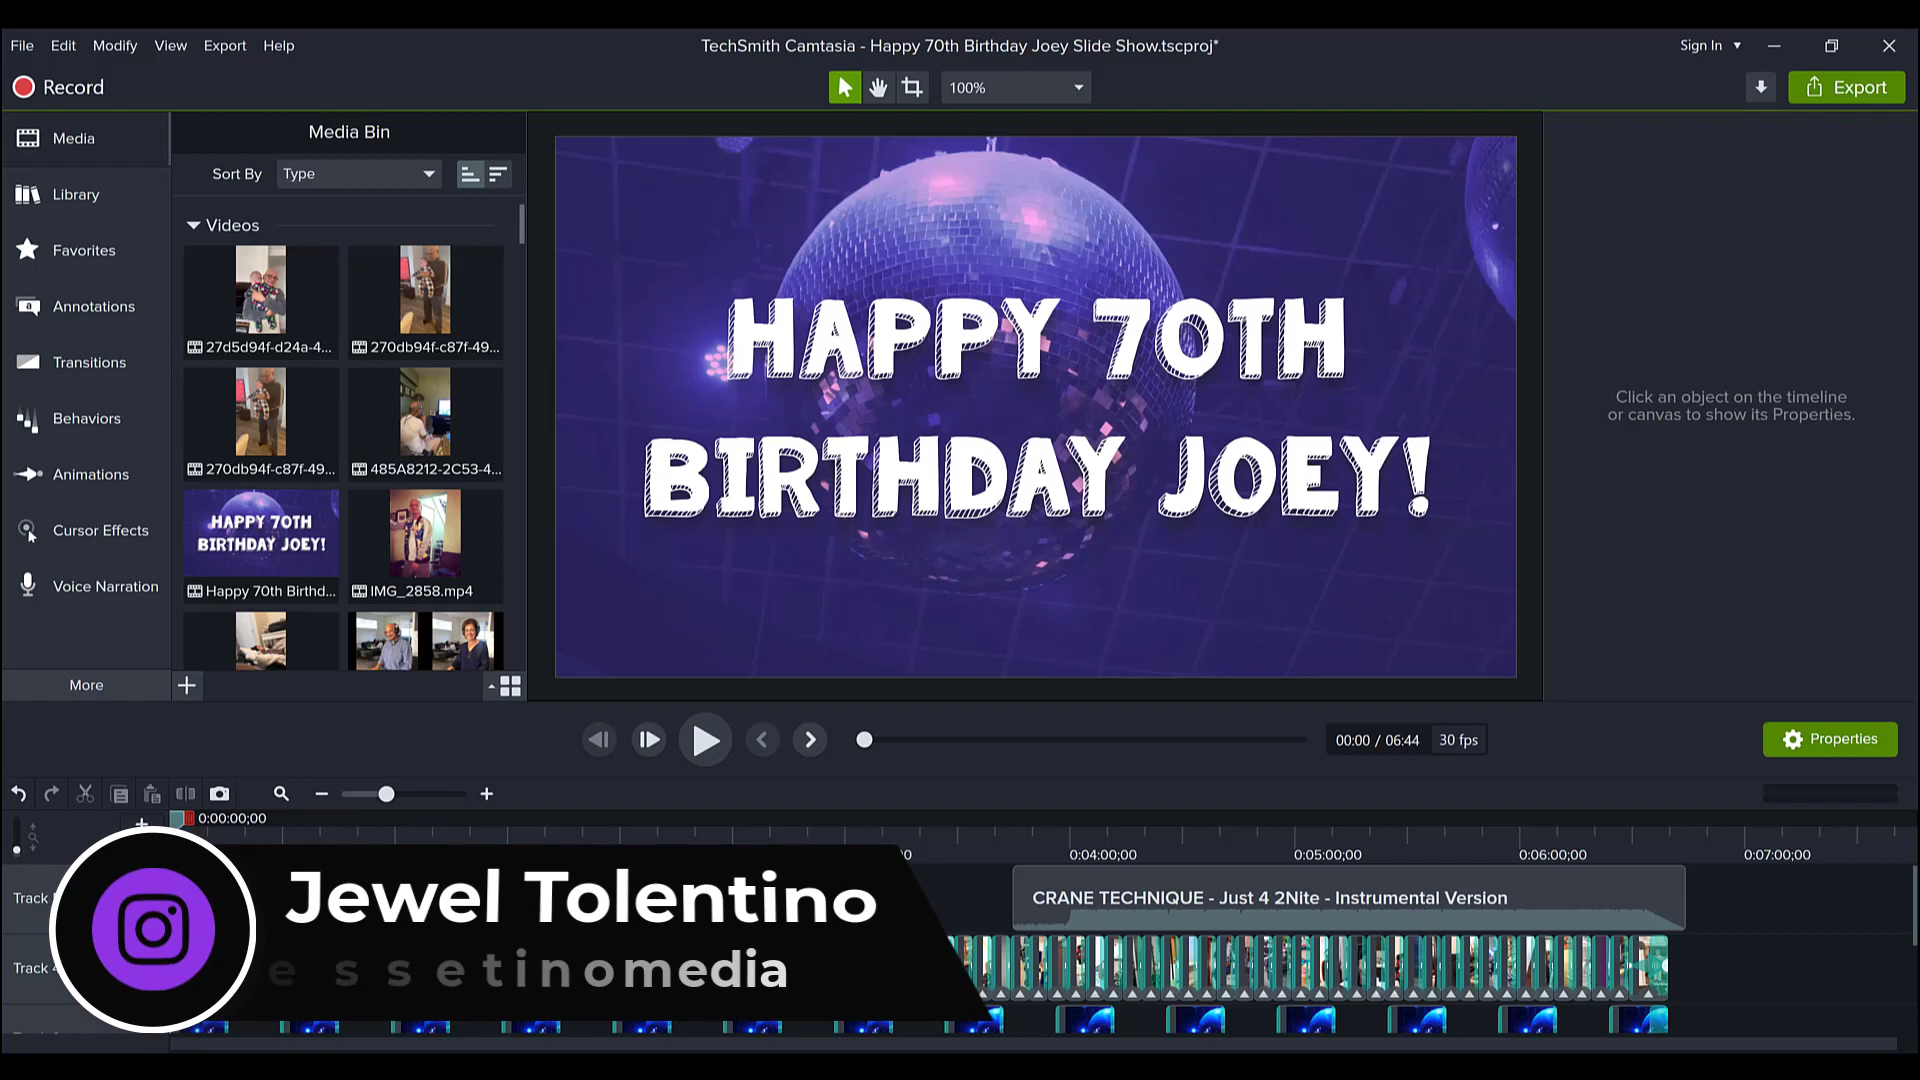 File Edit Modify View Export Help
TechSmith Camtasia - Happy 70th Birthday Joey Slide Show.tscproj*
Sign In
Record
100%
Export
Media
Library
Favorites
Annotations
Transitions
Behaviors
Animations
Cursor Effects
Voice Narration
More
Media Bin
Sort By Type
Videos
27d5d94f-d24a-4...
270db94f-c87f-49...
270db94f-c87f-49...
485A8212-2C53-4...
HAPPY 70TH
BIRTHDAY JOEY!
Happy 70th Birthd...
IMG_2858.mp4
HAPPY 70TH
BIRTHDAY JOEY!
Click an object on the timeline
or canvas to show its Properties.
00:00 / 06:44 30 fps
Properties
0:00:00;00
0:04:00;00 0:05:00;00 0:06:00;00 0:07:00;00
Track
CRANE TECHNIQUE - Just 4 2Nite - Instrumental Version
Track
Jewel Tolentino
e s s e t i n o m e d i a